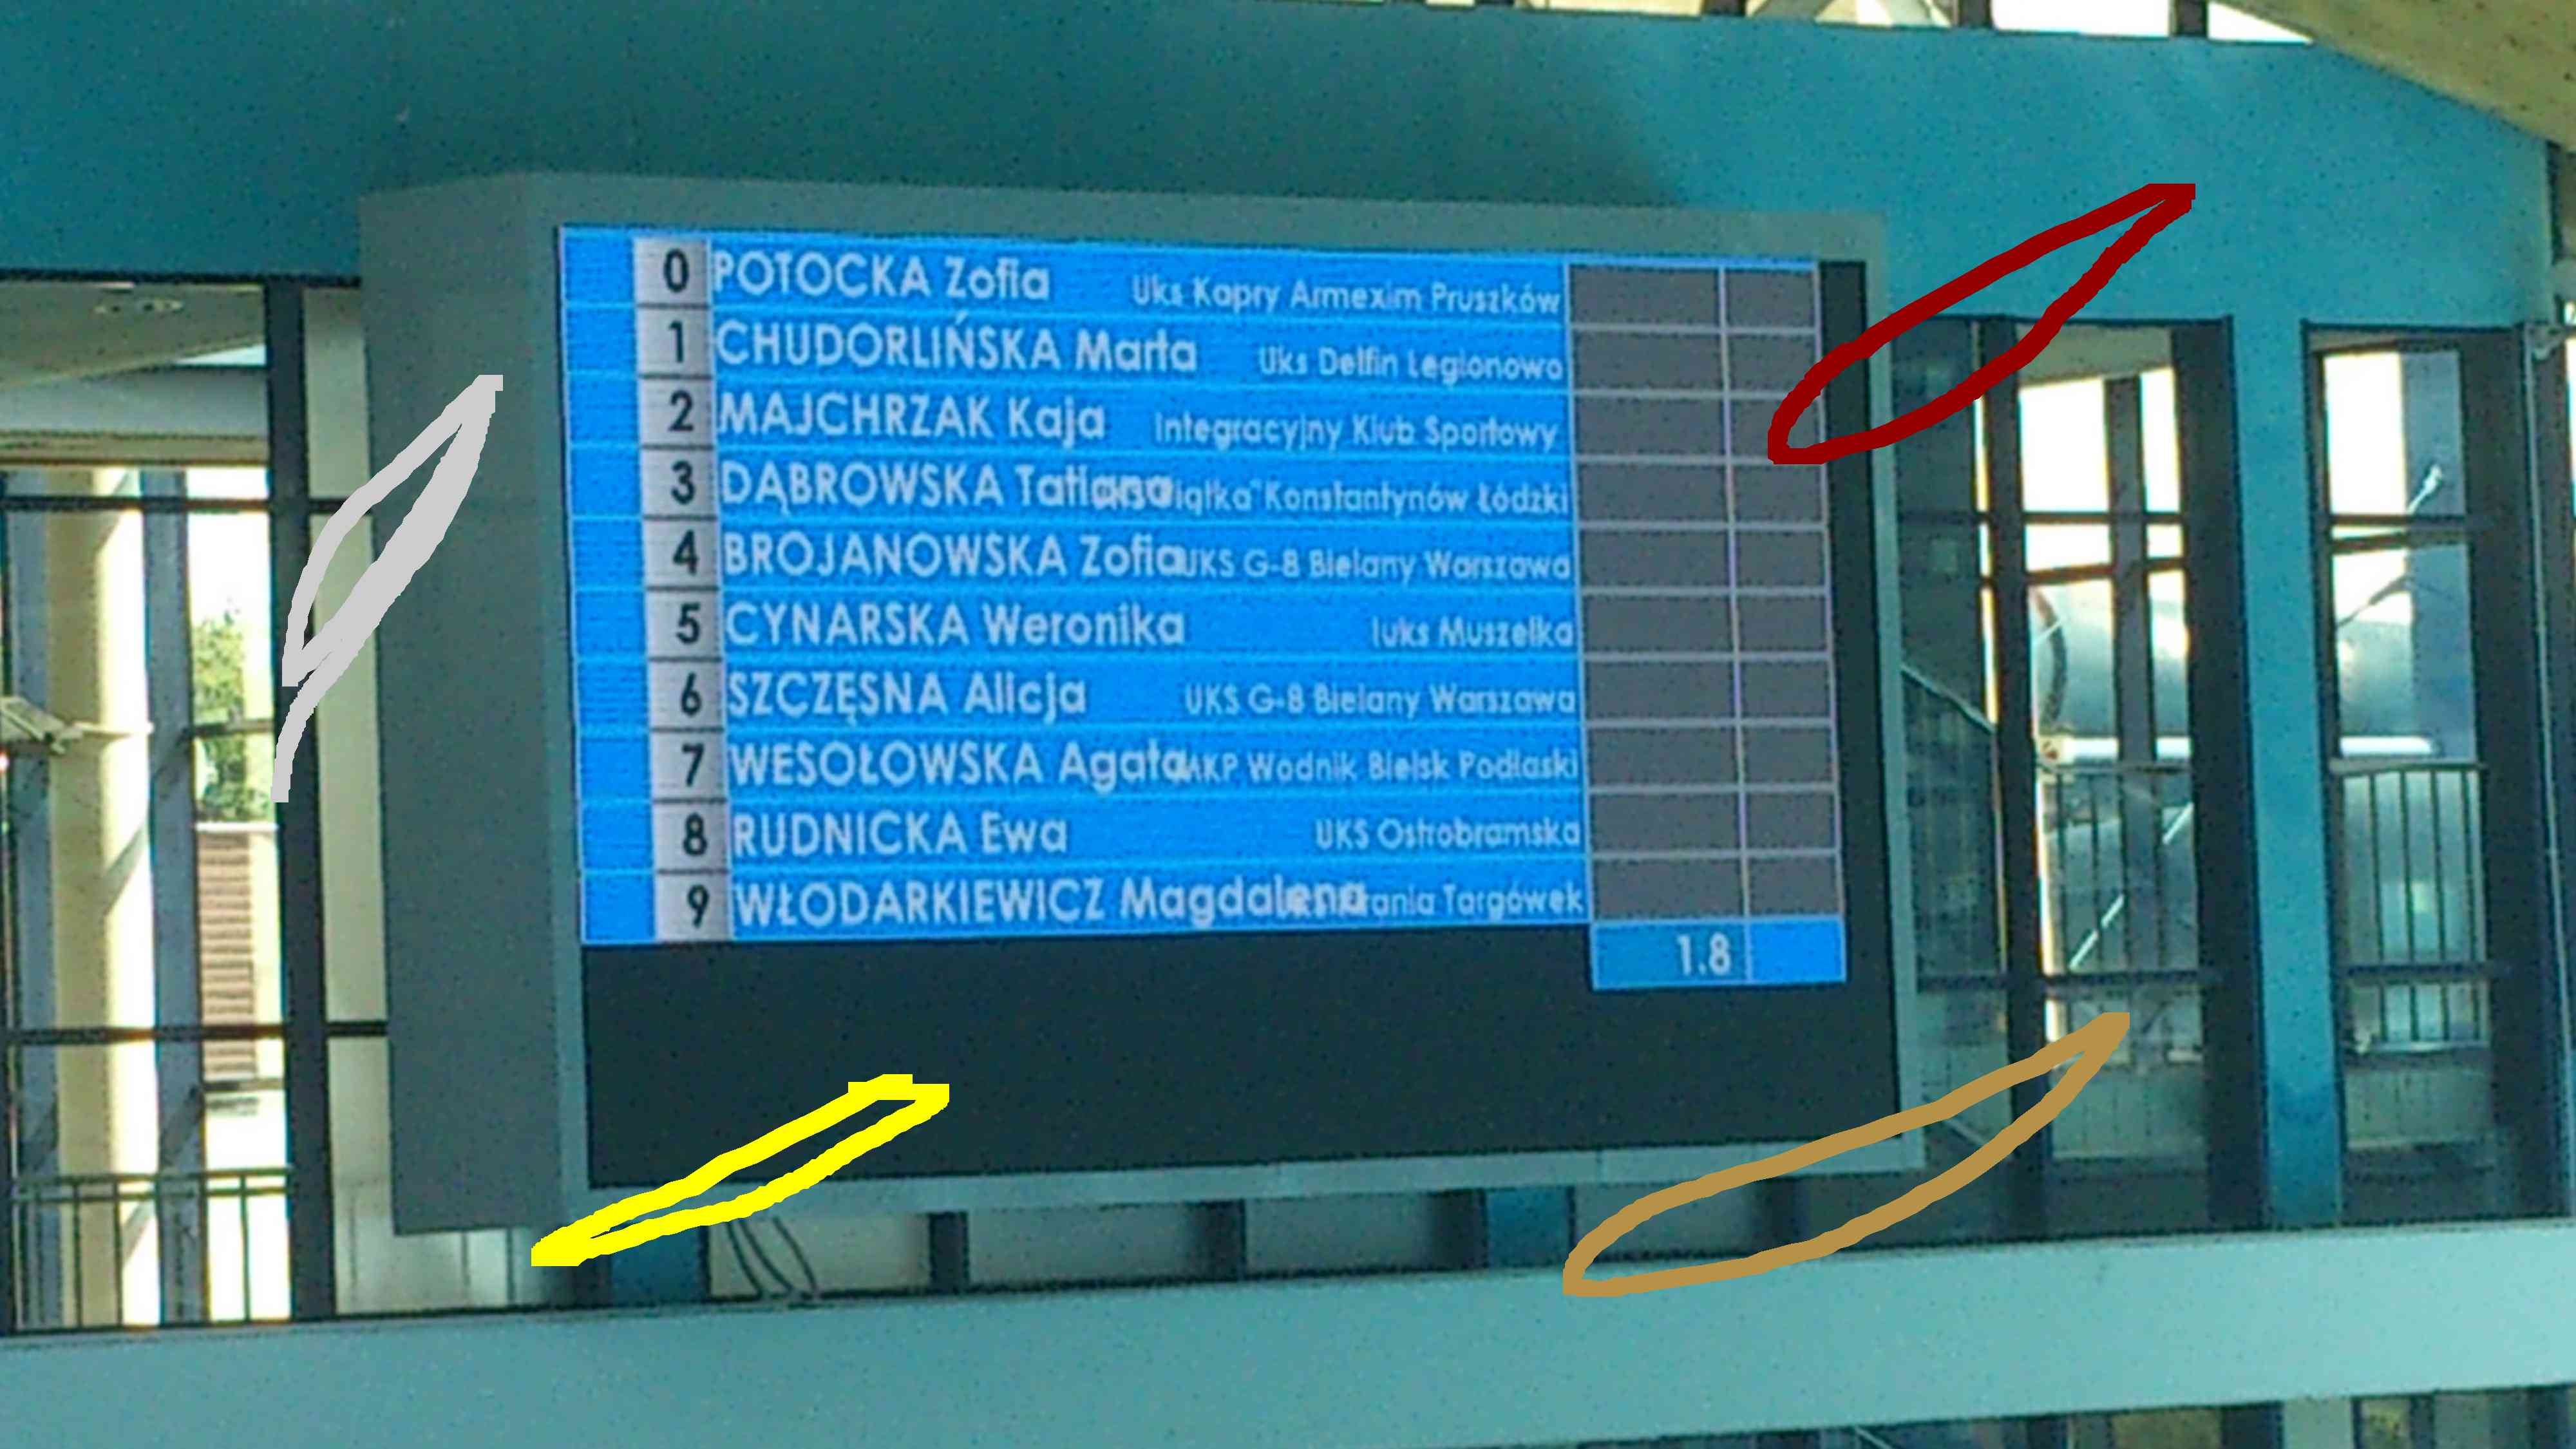 0 POTOCKA Zofia Uks Kapry Armexim Pruszków
1 CHUDORLIŃSKA Marta Uks Delfin Legionowo
2 MAJCHRZAK Kaja Integracyjny Klub Sportowy
3 DĄBROWSKA Tatiana Konstantynów Łódzki
4 BROJANOWSKA Zofia UKS G-8 Bielany Warszawa
5 CYNARSKA Weronika Iuks Muszelka
6 SZCZĘSNA Alicja UKS G-8 Bielany Warszawa
7 WESOŁOWSKA Agata Wodnik Bielsk Podlaski
8 RUDNICKA Ewa UKS Ostrobramska
9 WŁODARKIEWICZ Magdalena Targówek
1.8